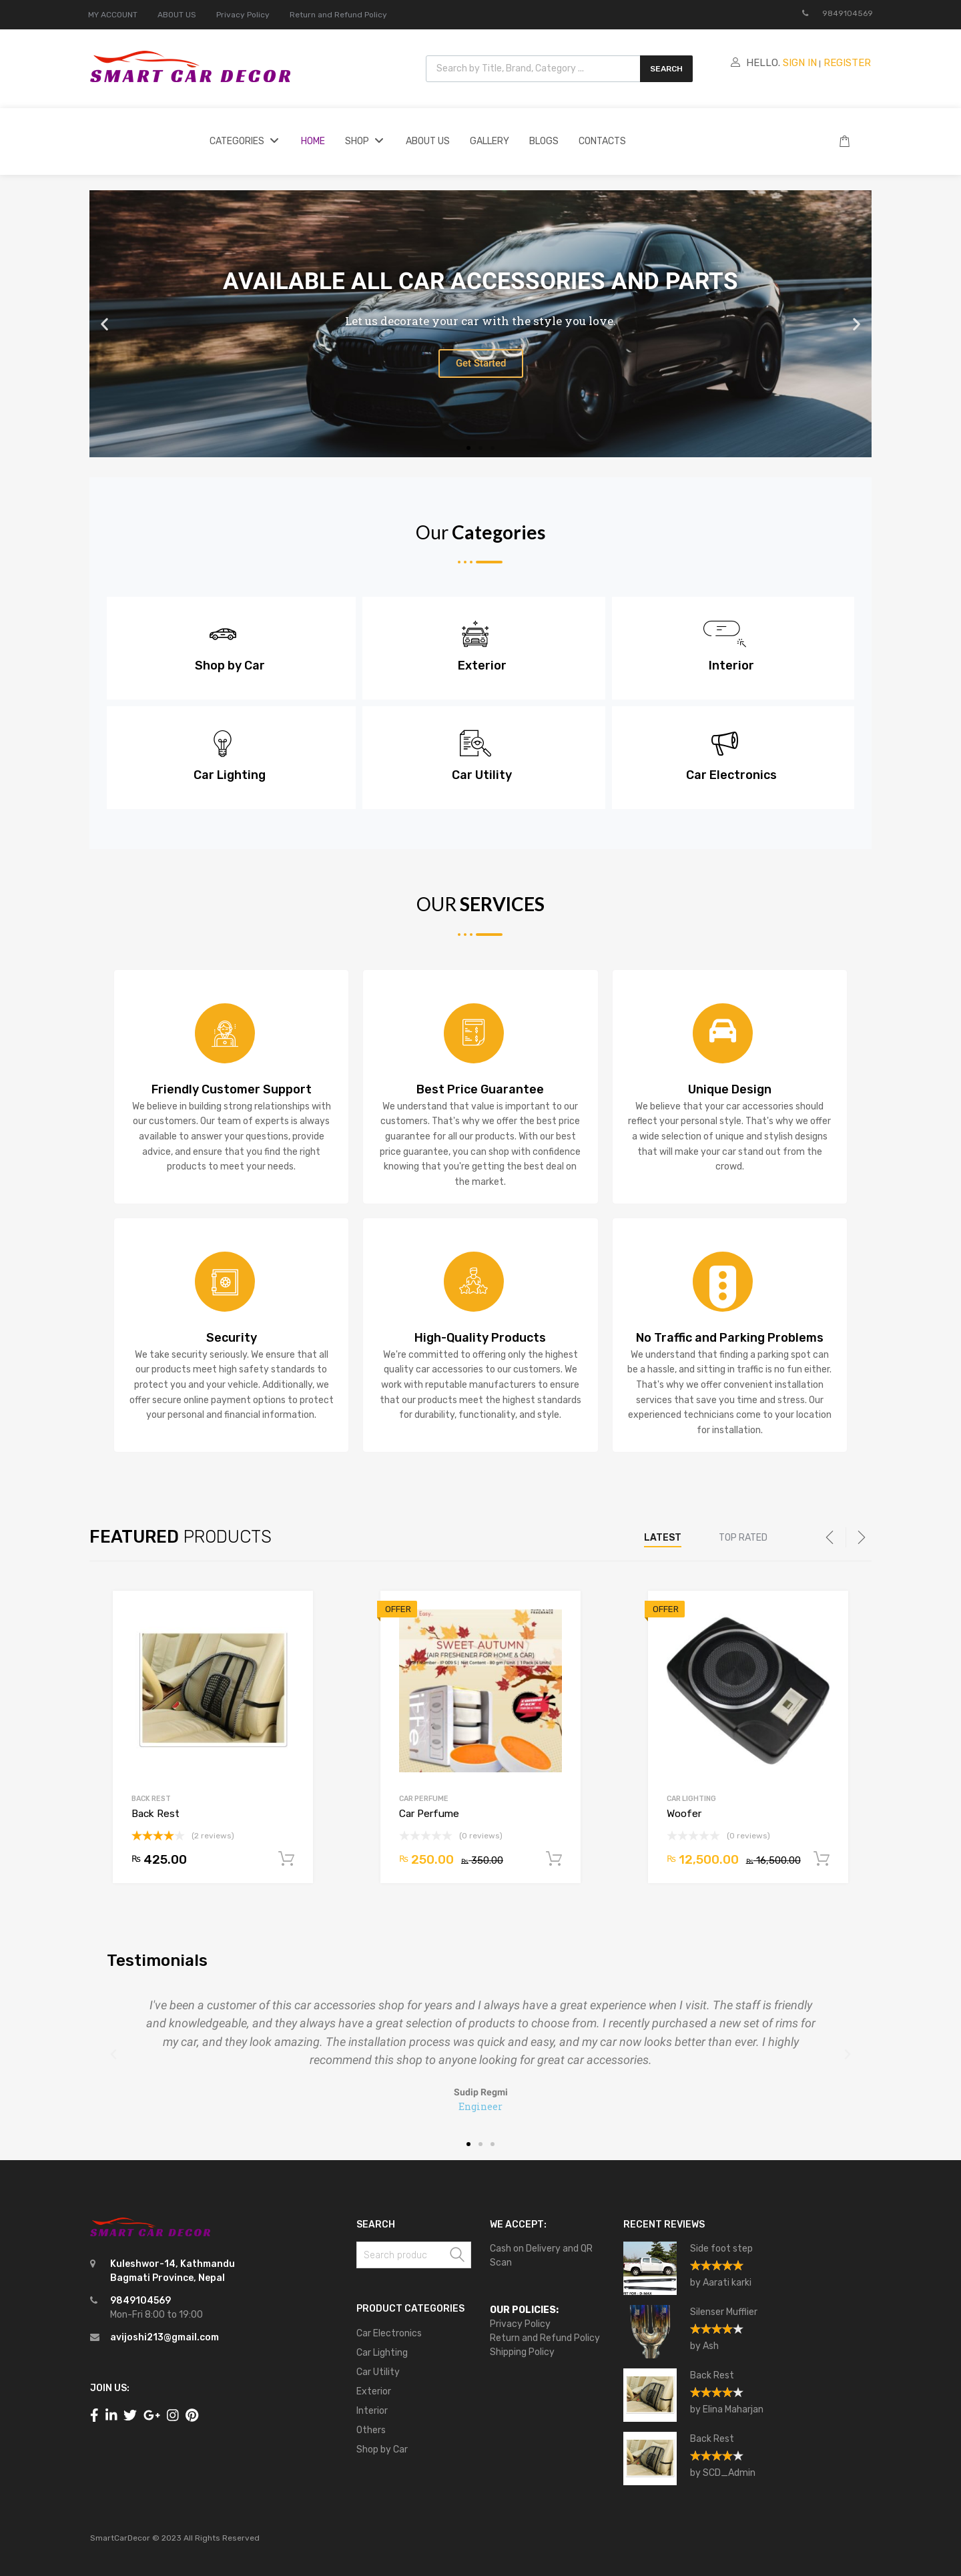 MY ACCOUNT ABOUT US Privacy Policy Return and Refund Policy 9849104569
SMART CAR DECOR
Search by Title, Brand, Category ...
SEARCH
HELLO. SIGN IN | REGISTER
CATEGORIES HOME SHOP ABOUT US GALLERY BLOGS CONTACTS
AVAILABLE ALL CAR ACCESSORIES AND PARTS
Let us decorate your car with the style you love.
Get Started
Our Categories
Shop by Car
Exterior
Interior
Car Lighting
Car Utility
Car Electronics
OUR SERVICES
Friendly Customer Support
We believe in building strong relationships with
our customers. Our team of experts is always
available to answer your questions, provide
advice, and ensure that you find the right
products to meet your needs.
Best Price Guarantee
We understand that value is important to our
customers. That's why we offer the best price
guarantee for all our products. With our best
price guarantee, you can shop with confidence
knowing that you're getting the best deal on
the market.
Unique Design
We believe that your car accessories should
reflect your personal style. That's why we offer
a wide selection of unique and stylish designs
that will make your car stand out from the
crowd.
Security
We take security seriously. We ensure that all
our products meet high safety standards to
protect you and your vehicle. Additionally, we
offer secure online payment options to protect
your personal and financial information.
High-Quality Products
We're committed to offering only the highest
quality car accessories to our customers. We
work with reputable manufacturers to ensure
that our products meet the highest standards
for durability, functionality, and style.
No Traffic and Parking Problems
We understand that finding a parking spot can
be a hassle, and sitting in traffic is no fun either.
That's why we offer convenient installation
services that save you time and stress. Our
experienced technicians come to your location
for installation.
FEATURED PRODUCTS
LATEST
TOP RATED
BACK REST
Back Rest
(2 reviews)
₨ 425.00
OFFER
SWEET AUTUMN
(AIR FRESHENER FOR HOME & CAR)
CAR PERFUME
Car Perfume
(0 reviews)
₨ 250.00 ₨ 350.00
OFFER
CAR LIGHTING
Woofer
(0 reviews)
₨ 12,500.00 ₨ 16,500.00
Testimonials
I've been a customer of this car accessories shop for years and I always have a great experience when I visit. The staff is friendly
and knowledgeable, and they always have a great selection of products to choose from. I recently purchased a new set of rims for
my car, and they look amazing. The installation process was quick and easy, and my car now looks better than ever. I highly
recommend this shop to anyone looking for great car accessories.
Sudip Regmi
Engineer
SMART CAR DECOR
Kuleshwor-14, Kathmandu
Bagmati Province, Nepal
9849104569
Mon-Fri 8:00 to 19:00
avijoshi213@gmail.com
JOIN US:
SEARCH
Search produc
PRODUCT CATEGORIES
Car Electronics
Car Lighting
Car Utility
Exterior
Interior
Others
Shop by Car
WE ACCEPT:
Cash on Delivery and QR
Scan
OUR POLICIES:
Privacy Policy
Return and Refund Policy
Shipping Policy
RECENT REVIEWS
Side foot step
by Aarati karki
Silenser Mufflier
by Ash
Back Rest
by Elina Maharjan
Back Rest
by SCD_Admin
SmartCarDecor © 2023 All Rights Reserved